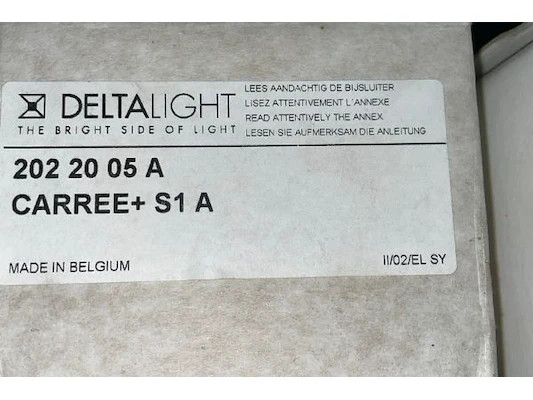 DELTALIGHT
THE BRIGHT SIDE OF LIGHT
LEES AANDACHTIG DE BIJSLUITER
LISEZ ATTENTIVEMENT L'ANNEXE
READ ATTENTIVELY THE ANNEX
LESEN SIE AUFMERKSAM DIE ANLEITUNG
202 20 05 A
CARREE+ S1 A
MADE IN BELGIUM
II/02/EL SY